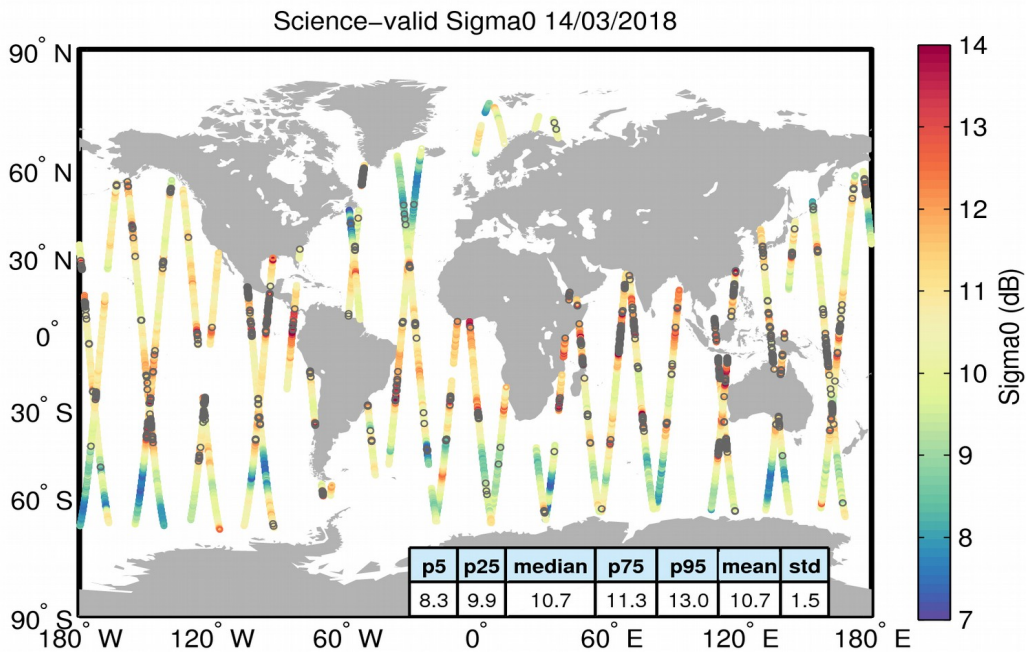 Science−valid Sigma0 14/03/2018
90° N
60° N
30° N
0°
30° S
60° S
90° S
180° W
120° W
60° W
0°
60° E
120° E
180° E
p5 p25 median p75 p95 mean std
8.3 9.9 10.7 11.3 13.0 10.7 1.5
14
13
12
11
10
9
8
7
Sigma0 (dB)